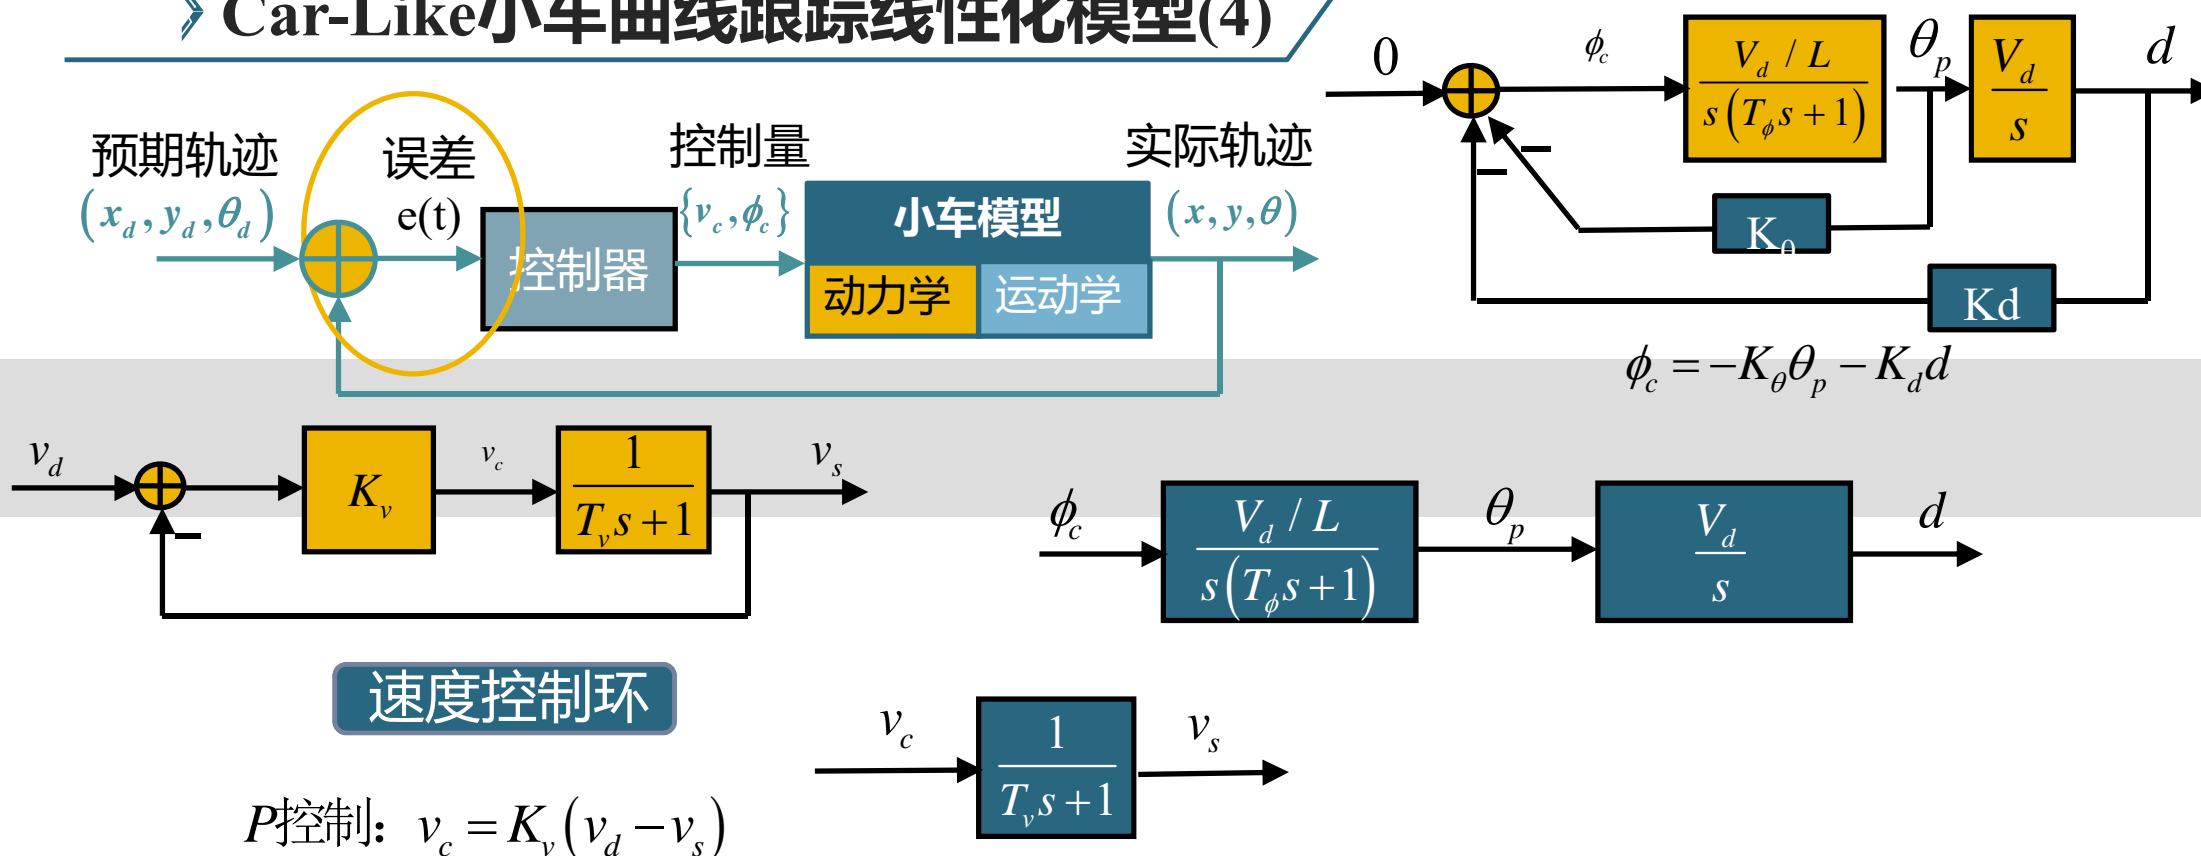 Car-Like小车曲线跟踪线性化模型(4)
预期轨迹
(x_d, y_d, θ_d)
误差
e(t)
控制器
控制量
{v_c, ϕ_c}
小车模型
动力学
运动学
实际轨迹
(x, y, θ)
0
ϕ_c
V_d / L
s(T_ϕ s + 1)
θ_p
V_d
s
d
−
−
K_θ
Kd
ϕ_c = −K_θ θ_p − K_d d
v_d
K_v
v_c
1
T_v s + 1
v_s
−
ϕ_c
V_d / L
s(T_ϕ s + 1)
θ_p
V_d
s
d
速度控制环
v_c
1
T_v s + 1
v_s
P控制: v_c = K_v (v_d − v_s)